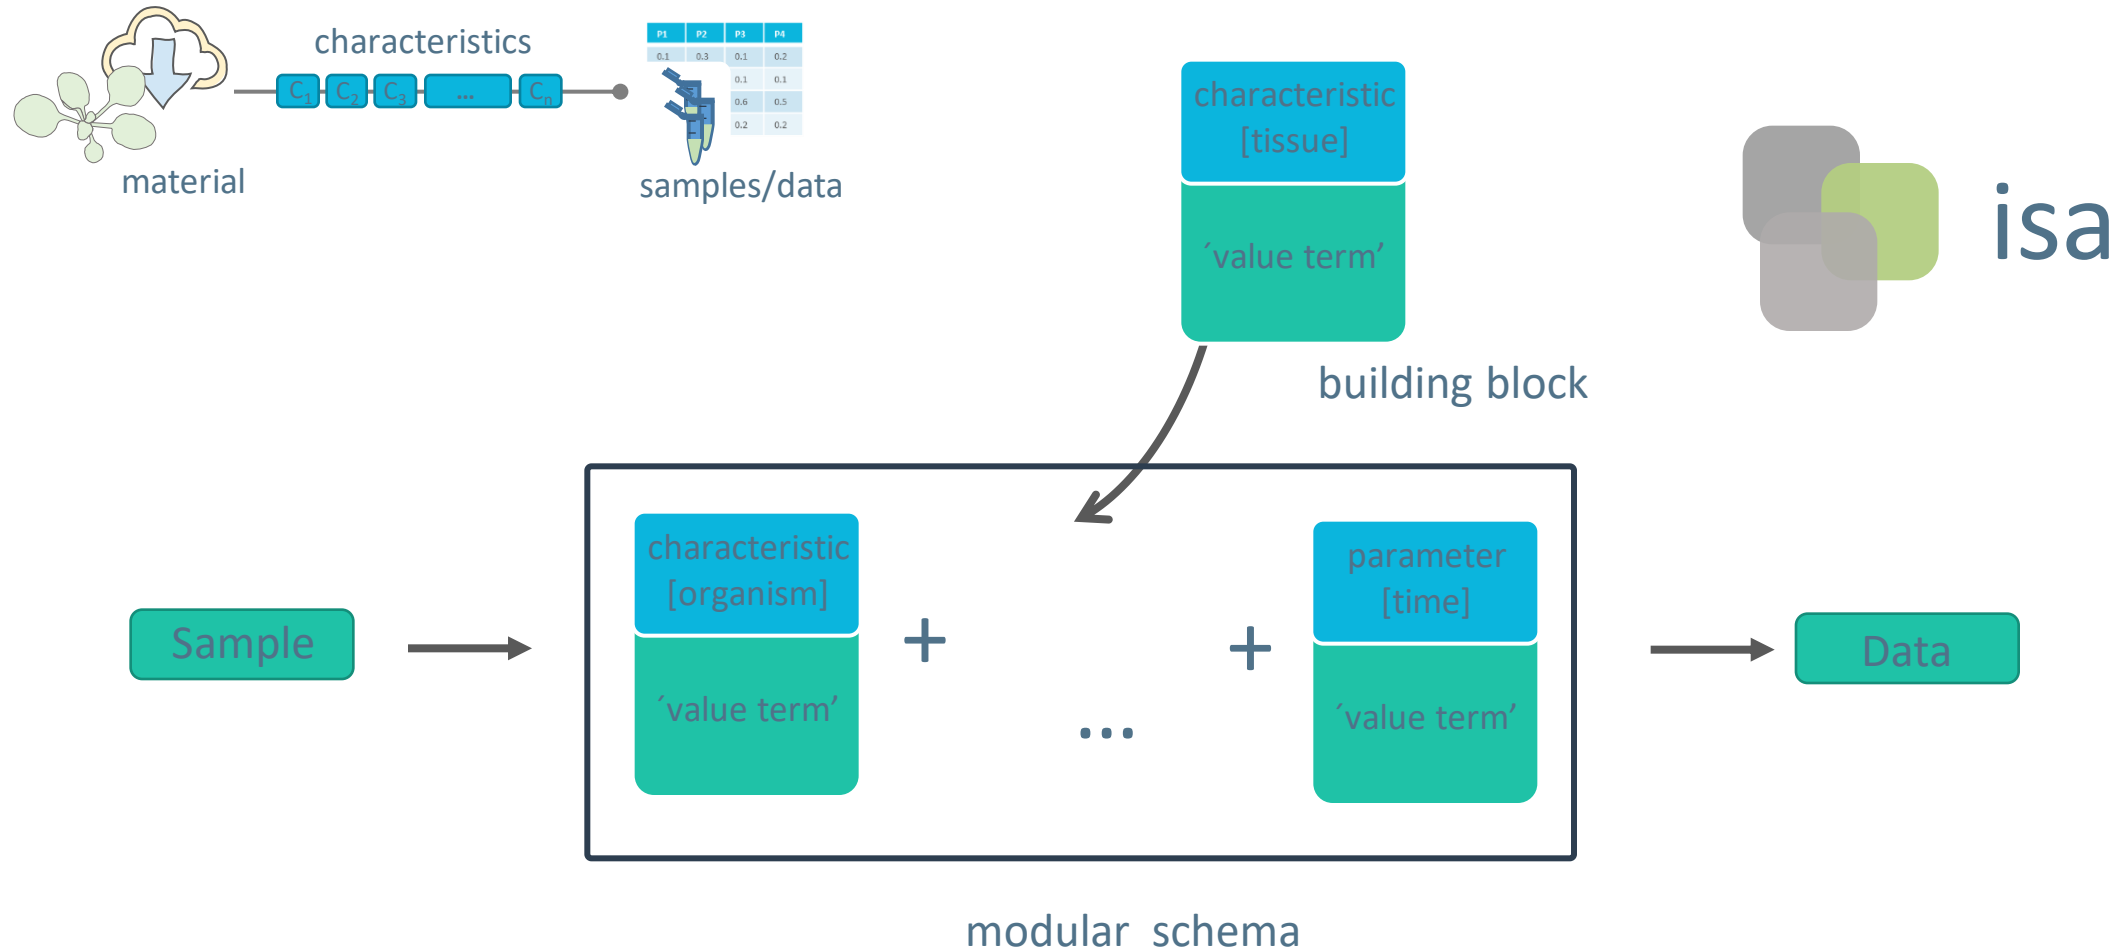 characteristics
C1 C2 C3 ... Cn
P1 P2 P3 P4
0.1 0.3 0.1 0.2
0.1 0.1
0.6 0.5
0.2 0.2
material
samples/data
characteristic
[tissue]
´value term’
building block
isa
Sample
characteristic
[organism]
´value term’
+
...
+
parameter
[time]
´value term’
Data
modular schema